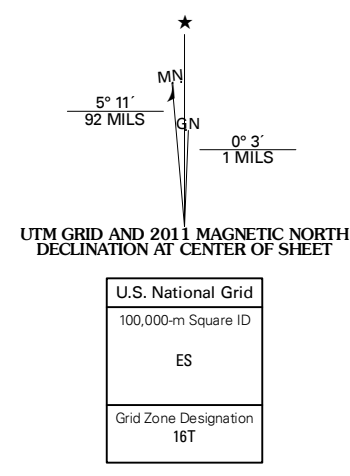 ★
MN
5° 11´
92 MILS
GN
0° 3´
1 MILS
UTM GRID AND 2011 MAGNETIC NORTH
DECLINATION AT CENTER OF SHEET
U.S. National Grid
100,000-m Square ID
ES
Grid Zone Designation
16T